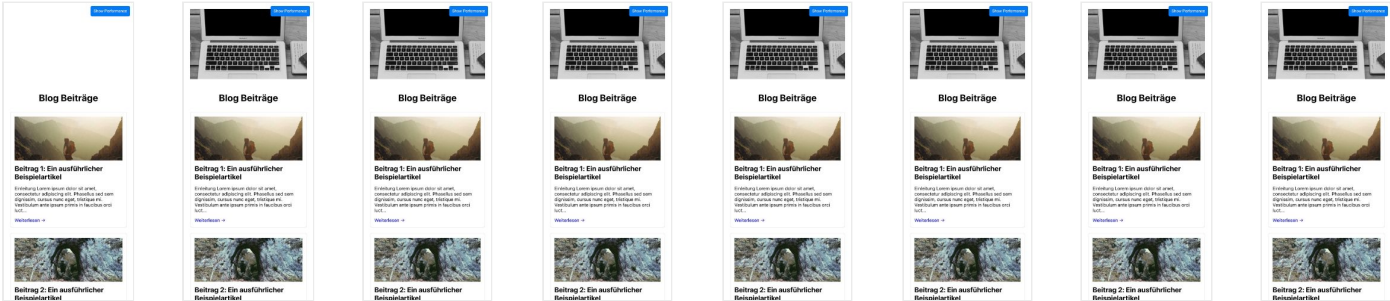 Show Performance
Blog Beiträge
Beitrag 1: Ein ausführlicher
Beispielartikel
Einleitung Lorem ipsum dolor sit amet,
consectetur adipiscing elit. Phasellus sed sem
dignissim, cursus nunc eget, tristique mi.
Vestibulum ante ipsum primis in faucibus orci
luct...
Weiterlesen →
Beitrag 2: Ein ausführlicher
Beispielartikel
Show Performance
Blog Beiträge
Beitrag 1: Ein ausführlicher
Beispielartikel
Einleitung Lorem ipsum dolor sit amet,
consectetur adipiscing elit. Phasellus sed sem
dignissim, cursus nunc eget, tristique mi.
Vestibulum ante ipsum primis in faucibus orci
luct...
Weiterlesen →
Beitrag 2: Ein ausführlicher
Beispielartikel
Show Performance
Blog Beiträge
Beitrag 1: Ein ausführlicher
Beispielartikel
Einleitung Lorem ipsum dolor sit amet,
consectetur adipiscing elit. Phasellus sed sem
dignissim, cursus nunc eget, tristique mi.
Vestibulum ante ipsum primis in faucibus orci
luct...
Weiterlesen →
Beitrag 2: Ein ausführlicher
Beispielartikel
Show Performance
Blog Beiträge
Beitrag 1: Ein ausführlicher
Beispielartikel
Einleitung Lorem ipsum dolor sit amet,
consectetur adipiscing elit. Phasellus sed sem
dignissim, cursus nunc eget, tristique mi.
Vestibulum ante ipsum primis in faucibus orci
luct...
Weiterlesen →
Beitrag 2: Ein ausführlicher
Beispielartikel
Show Performance
Blog Beiträge
Beitrag 1: Ein ausführlicher
Beispielartikel
Einleitung Lorem ipsum dolor sit amet,
consectetur adipiscing elit. Phasellus sed sem
dignissim, cursus nunc eget, tristique mi.
Vestibulum ante ipsum primis in faucibus orci
luct...
Weiterlesen →
Beitrag 2: Ein ausführlicher
Beispielartikel
Show Performance
Blog Beiträge
Beitrag 1: Ein ausführlicher
Beispielartikel
Einleitung Lorem ipsum dolor sit amet,
consectetur adipiscing elit. Phasellus sed sem
dignissim, cursus nunc eget, tristique mi.
Vestibulum ante ipsum primis in faucibus orci
luct...
Weiterlesen →
Beitrag 2: Ein ausführlicher
Beispielartikel
Show Performance
Blog Beiträge
Beitrag 1: Ein ausführlicher
Beispielartikel
Einleitung Lorem ipsum dolor sit amet,
consectetur adipiscing elit. Phasellus sed sem
dignissim, cursus nunc eget, tristique mi.
Vestibulum ante ipsum primis in faucibus orci
luct...
Weiterlesen →
Beitrag 2: Ein ausführlicher
Beispielartikel
Show Performance
Blog Beiträge
Beitrag 1: Ein ausführlicher
Beispielartikel
Einleitung Lorem ipsum dolor sit amet,
consectetur adipiscing elit. Phasellus sed sem
dignissim, cursus nunc eget, tristique mi.
Vestibulum ante ipsum primis in faucibus orci
luct...
Weiterlesen →
Beitrag 2: Ein ausführlicher
Beispielartikel